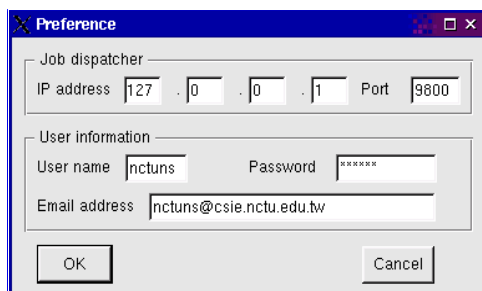 Preference
Job dispatcher
IP address 127 . 0 . 0 . 1 Port 9800
User information
User name nctuns Password ******
Email address nctuns@csie.nctu.edu.tw
OK Cancel